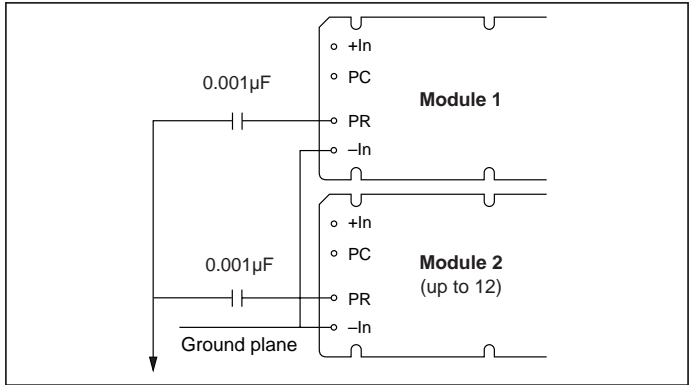 +In
PC
0.001µF
Module 1
PR
–In
+In
PC
0.001µF
Module 2
(up to 12)
PR
–In
Ground plane